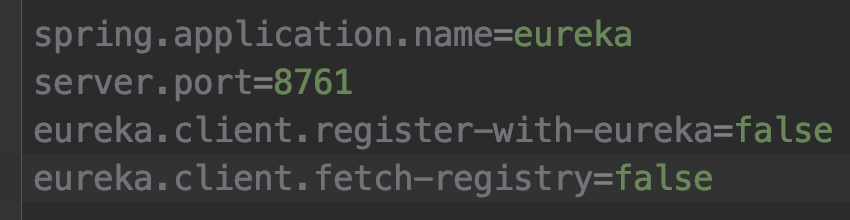 spring.application.name=eureka
server.port=8761
eureka.client.register-with-eureka=false
eureka.client.fetch-registry=false